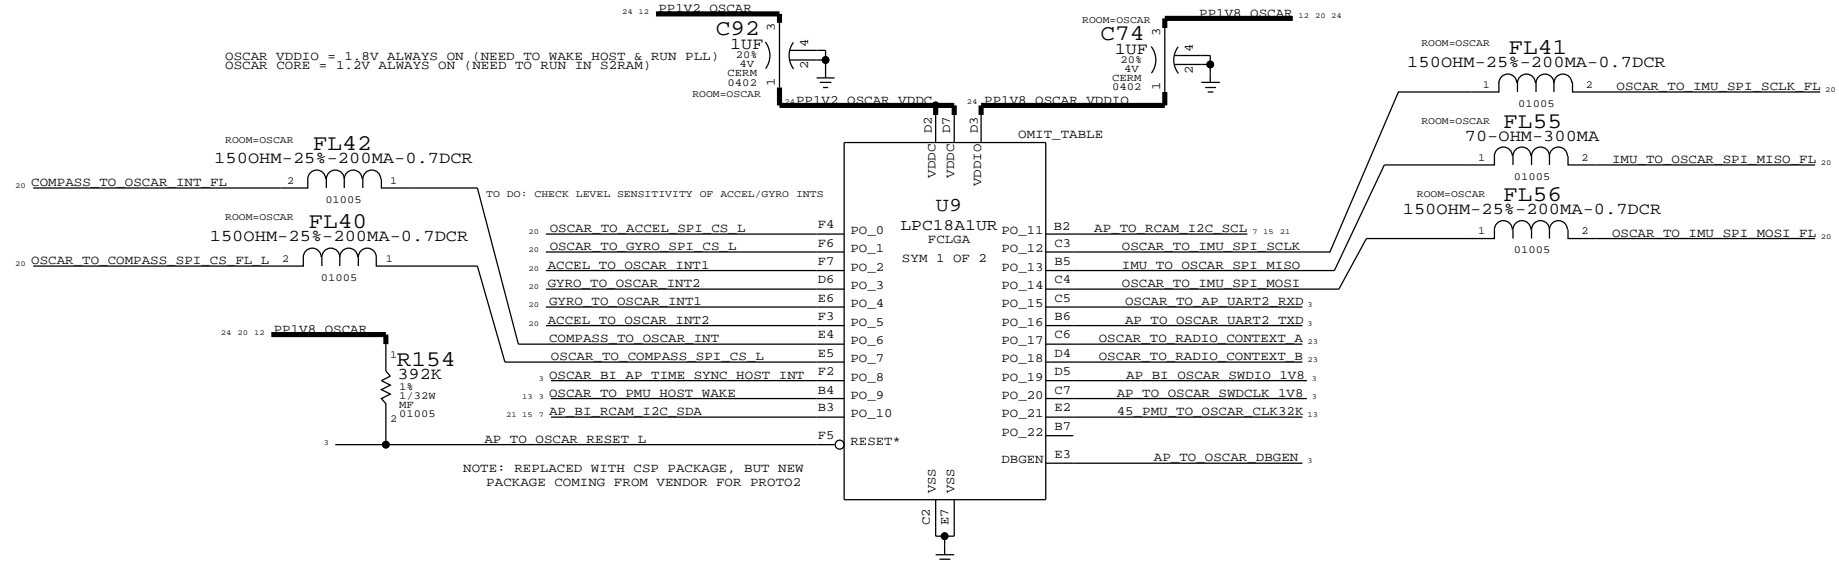 24 12 PP1V2_OSCAR
PP1V8_OSCAR 12 20 24
ROOM=OSCAR
C92
1UF
20%
4V
CERM
0402
ROOM=OSCAR
3
1
4
2
C74
1UF
20%
4V
CERM
0402
3
1
4
2
OSCAR VDDIO = 1.8V ALWAYS ON (NEED TO WAKE HOST & RUN PLL)
OSCAR CORE = 1.2V ALWAYS ON (NEED TO RUN IN S2RAM)
24 PP1V2_OSCAR_VDDC
24 PP1V8_OSCAR_VDDIO
D2 D7 D3
OMIT_TABLE
VDDC VDDC VDDIO
ROOM=OSCAR FL41
150OHM-25%-200MA-0.7DCR
1 2 OSCAR_TO_IMU_SPI_SCLK_FL 20
01005
ROOM=OSCAR FL55
70-OHM-300MA
1 2 IMU_TO_OSCAR_SPI_MISO_FL 20
01005
ROOM=OSCAR FL56
150OHM-25%-200MA-0.7DCR
1 2 OSCAR_TO_IMU_SPI_MOSI_FL 20
01005
ROOM=OSCAR FL42
150OHM-25%-200MA-0.7DCR
20 COMPASS_TO_OSCAR_INT_FL 2 1
01005
ROOM=OSCAR FL40
150OHM-25%-200MA-0.7DCR
20 OSCAR_TO_COMPASS_SPI_CS_FL_L 2 1
01005
TO DO: CHECK LEVEL SENSITIVITY OF ACCEL/GYRO INTS
U9
LPC18A1UR
FCLGA
SYM 1 OF 2
20 OSCAR_TO_ACCEL_SPI_CS_L F4 PO_0
20 OSCAR_TO_GYRO_SPI_CS_L F6 PO_1
20 ACCEL_TO_OSCAR_INT1 F7 PO_2
20 GYRO_TO_OSCAR_INT2 D6 PO_3
20 GYRO_TO_OSCAR_INT1 E6 PO_4
20 ACCEL_TO_OSCAR_INT2 F3 PO_5
COMPASS_TO_OSCAR_INT E4 PO_6
OSCAR_TO_COMPASS_SPI_CS_L E5 PO_7
3 OSCAR_BI_AP_TIME_SYNC_HOST_INT F2 PO_8
13 3 OSCAR_TO_PMU_HOST_WAKE B4 PO_9
21 15 7 AP_BI_RCAM_I2C_SDA B3 PO_10
3 AP_TO_OSCAR_RESET_L F5 RESET*
PO_11 B2 AP_TO_RCAM_I2C_SCL 7 15 21
PO_12 C3 OSCAR_TO_IMU_SPI_SCLK
PO_13 B5 IMU_TO_OSCAR_SPI_MISO
PO_14 C4 OSCAR_TO_IMU_SPI_MOSI
PO_15 C5 OSCAR_TO_AP_UART2_RXD 3
PO_16 B6 AP_TO_OSCAR_UART2_TXD 3
PO_17 C6 OSCAR_TO_RADIO_CONTEXT_A 23
PO_18 D4 OSCAR_TO_RADIO_CONTEXT_B 23
PO_19 D5 AP_BI_OSCAR_SWDIO_1V8 3
PO_20 C7 AP_TO_OSCAR_SWDCLK_1V8 3
PO_21 E2 45_PMU_TO_OSCAR_CLK32K 13
PO_22 B7
DBGEN E3 AP_TO_OSCAR_DBGEN 3
24 20 12 PP1V8_OSCAR
1
R154
392K
1%
1/32W
MF
01005
2
NOTE: REPLACED WITH CSP PACKAGE, BUT NEW
PACKAGE COMING FROM VENDOR FOR PROTO2
VSS VSS
C2 E7